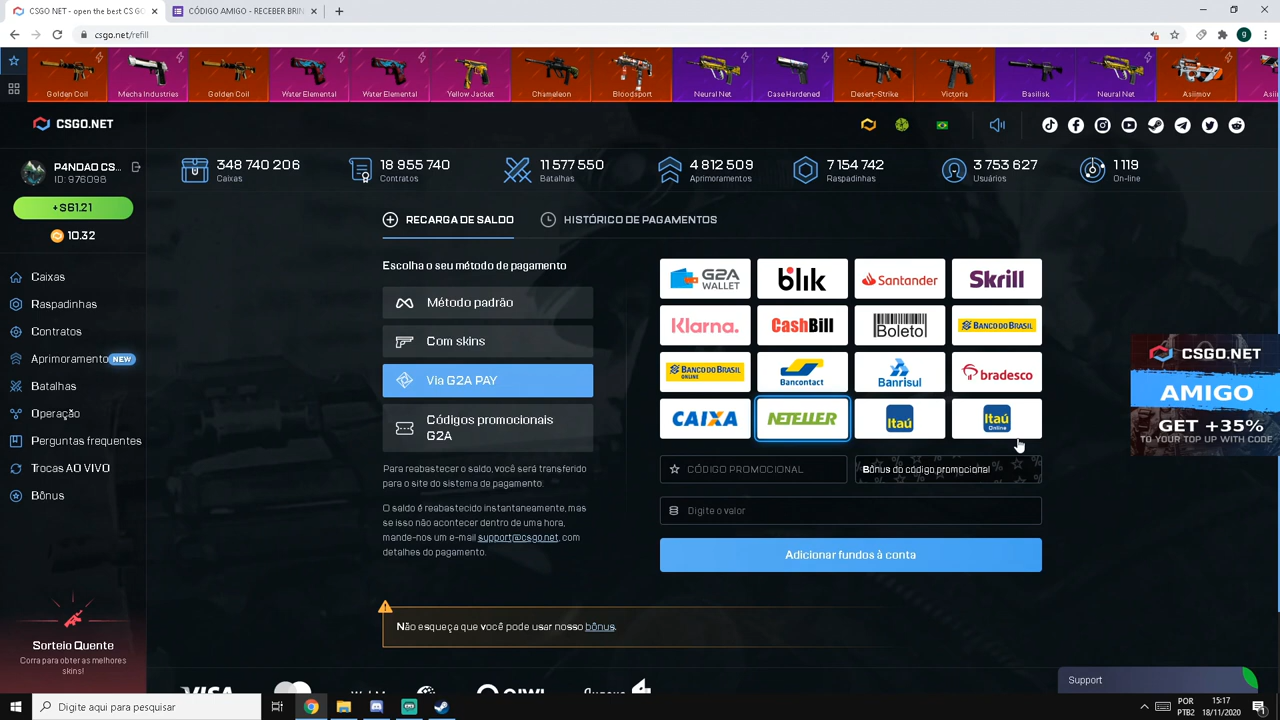 CSGO NET - open the best CS GO
CÓDIGO AMIGO - RECEBER BRIN
csgo.net/refill
g
Golden Coil
Mecha Industries
Golden Coil
Water Elemental
Water Elemental
Yellow Jacket
Chameleon
Bloodsport
Neural Net
Case Hardened
Desert-Strike
Victoria
Basilisk
Neural Net
Asiimov
Asii
CSGO.NET
P4NDAO CS...
ID: 976098
+$61.21
10.32
348 740 206
Caixas
18 955 740
Contratos
11 577 550
Batalhas
4 812 509
Aprimoramentos
7 154 742
Raspadinhas
3 753 627
Usuários
1 119
On-line
Caixas
Raspadinhas
Contratos
Aprimoramento NEW
Batalhas
Operação
Perguntas frequentes
Trocas AO VIVO
Bônus
Sorteio Quente
Corra para obter as melhores
skins!
RECARGA DE SALDO
HISTÓRICO DE PAGAMENTOS
Escolha o seu método de pagamento
Método padrão
Com skins
Via G2A PAY
Códigos promocionais
G2A
Para reabastecer o saldo, você será transferido
para o site do sistema de pagamento.
O saldo é reabastecido instantaneamente, mas
se isso não acontecer dentro de uma hora,
mande-nos um e-mail support@csgo.net, com
detalhes do pagamento.
G2A WALLET
blik
Santander
Skrill
Klarna.
CashBill
Boleto
BANCO DO BRASIL
BANCO DO BRASIL ONLINE
Bancontact
Banrisul
bradesco
CAIXA
NETELLER
Itaú
Itaú Online
CÓDIGO PROMOCIONAL
Bônus do código promocional
Digite o valor
Adicionar fundos à conta
Não esqueça que você pode usar nosso bônus.
CSGO.NET
AMIGO
GET +35%
TO YOUR TOP UP WITH CODE
VISA
QIWI
Support
Digite aqui para pesquisar
POR
PTB2
15:17
18/11/2020
1